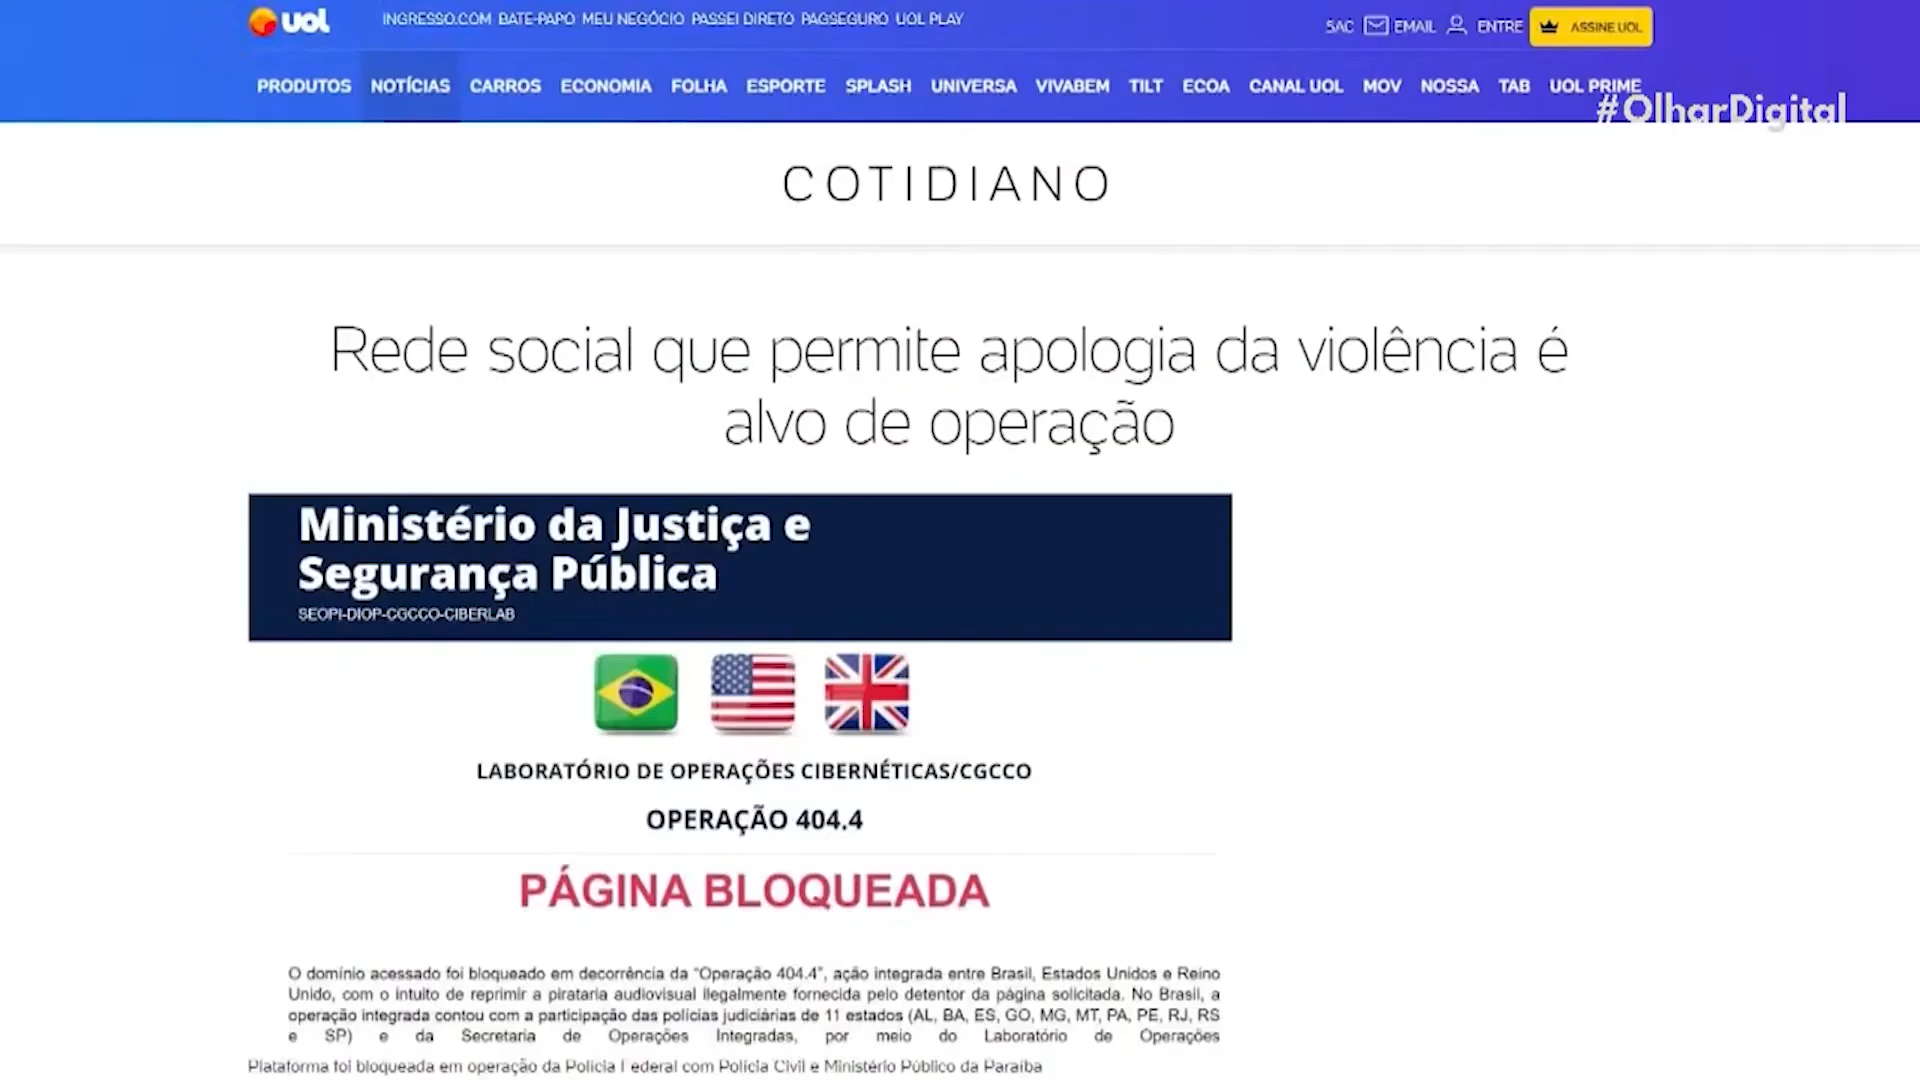 uol
INGRESSO.COM BATE-PAPO MEU NEGÓCIO PASSEI DIRETO PAGSEGURO UOL PLAY
SAC EMAIL ENTRE ASSINE UOL
PRODUTOS NOTÍCIAS CARROS ECONOMIA FOLHA ESPORTE SPLASH UNIVERSA VIVABEM TILT ECOA CANAL UOL MOV NOSSA TAB UOL PRIME
#OlharDigital
COTIDIANO
Rede social que permite apologia da violência é
alvo de operação
Ministério da Justiça e
Segurança Pública
SEOPI-DIOP-CGCCO-CIBERLAB
LABORATÓRIO DE OPERAÇÕES CIBERNÉTICAS/CGCCO
OPERAÇÃO 404.4
PÁGINA BLOQUEADA
O domínio acessado foi bloqueado em decorrência da "Operação 404.4", ação integrada entre Brasil, Estados Unidos e Reino
Unido, com o intuito de reprimir a pirataria audiovisual ilegalmente fornecida pelo detentor da página solicitada. No Brasil, a
operação integrada contou com a participação das polícias judiciárias de 11 estados (AL, BA, ES, GO, MG, MT, PA, PE, RJ, RS
e SP) e da Secretaria de Operações Integradas, por meio do Laboratório de Operações
Plataforma foi bloqueada em operação da Polícia Federal com Polícia Civil e Ministério Público da Paraíba